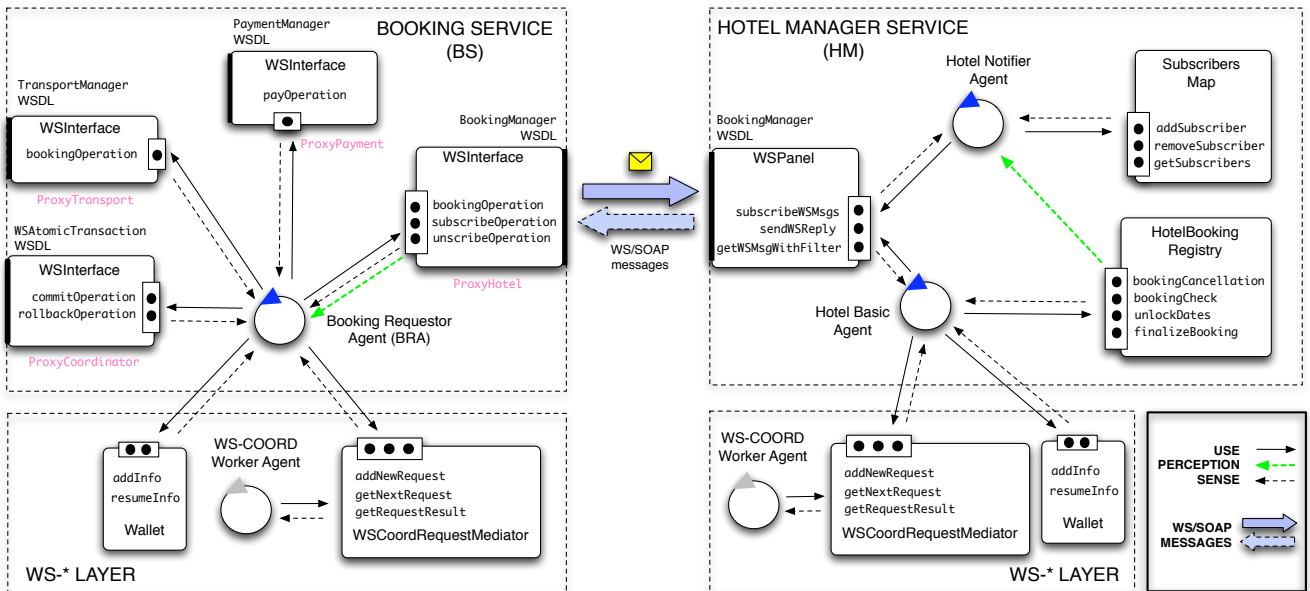 BOOKING SERVICE
(BS)
PaymentManager
WSDL
WSInterface
payOperation
ProxyPayment
TransportManager
WSDL
WSInterface
bookingOperation
ProxyTransport
BookingManager
WSDL
WSInterface
bookingOperation
subscribeOperation
unscribeOperation
ProxyHotel
WSAtomicTransaction
WSDL
WSInterface
commitOperation
rollbackOperation
ProxyCoordinator
Booking Requestor
Agent (BRA)
WS/SOAP
messages
HOTEL MANAGER SERVICE
(HM)
Hotel Notifier
Agent
Subscribers
Map
addSubscriber
removeSubscriber
getSubscribers
BookingManager
WSDL
WSPanel
subscribeWSMsgs
sendWSReply
getWSMsgWithFilter
HotelBooking
Registry
bookingCancellation
bookingCheck
unlockDates
finalizeBooking
Hotel Basic
Agent
addInfo
resumeInfo
Wallet
WS-COORD
Worker Agent
addNewRequest
getNextRequest
getRequestResult
WSCoordRequestMediator
WS-* LAYER
WS-COORD
Worker Agent
addNewRequest
getNextRequest
getRequestResult
WSCoordRequestMediator
addInfo
resumeInfo
Wallet
WS-* LAYER
USE
PERCEPTION
SENSE
WS/SOAP
MESSAGES